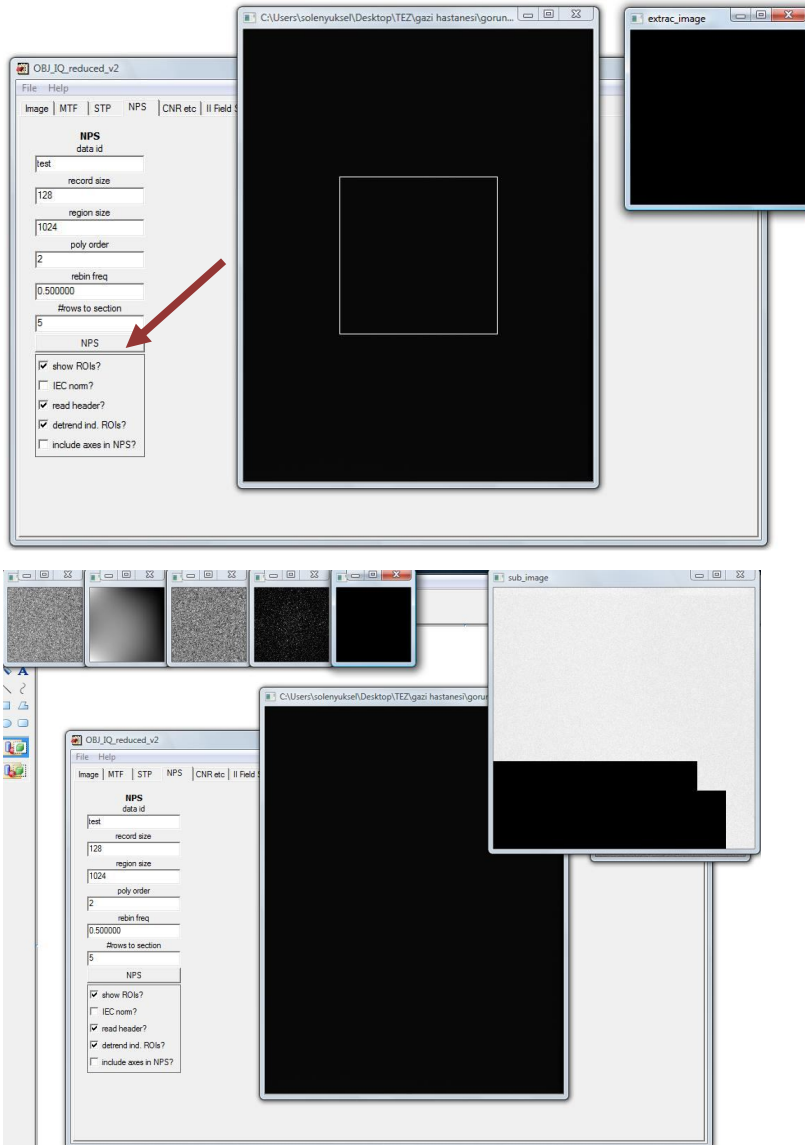 C:\Users\solenyuksel\Desktop\TEZ\gazi hastanesi\gorun...
extrac_image
OBJ_IQ_reduced_v2
File Help
Image MTF STP NPS CNR etc II Field S
NPS
data id
test
record size
128
region size
1024
poly order
2
rebin freq
0.500000
#rows to section
5
NPS
show ROIs?
IEC norm?
read header?
detrend ind. ROIs?
include axes in NPS?
sub_image
A
C:\Users\solenyuksel\Desktop\TEZ\gazi hastanesi\gorun
OBJ_IQ_reduced_v2
File Help
Image MTF STP NPS CNR etc II Field S
NPS
data id
test
record size
128
region size
1024
poly order
2
rebin freq
0.500000
#rows to section
5
NPS
show ROIs?
IEC norm?
read header?
detrend ind. ROIs?
include axes in NPS?